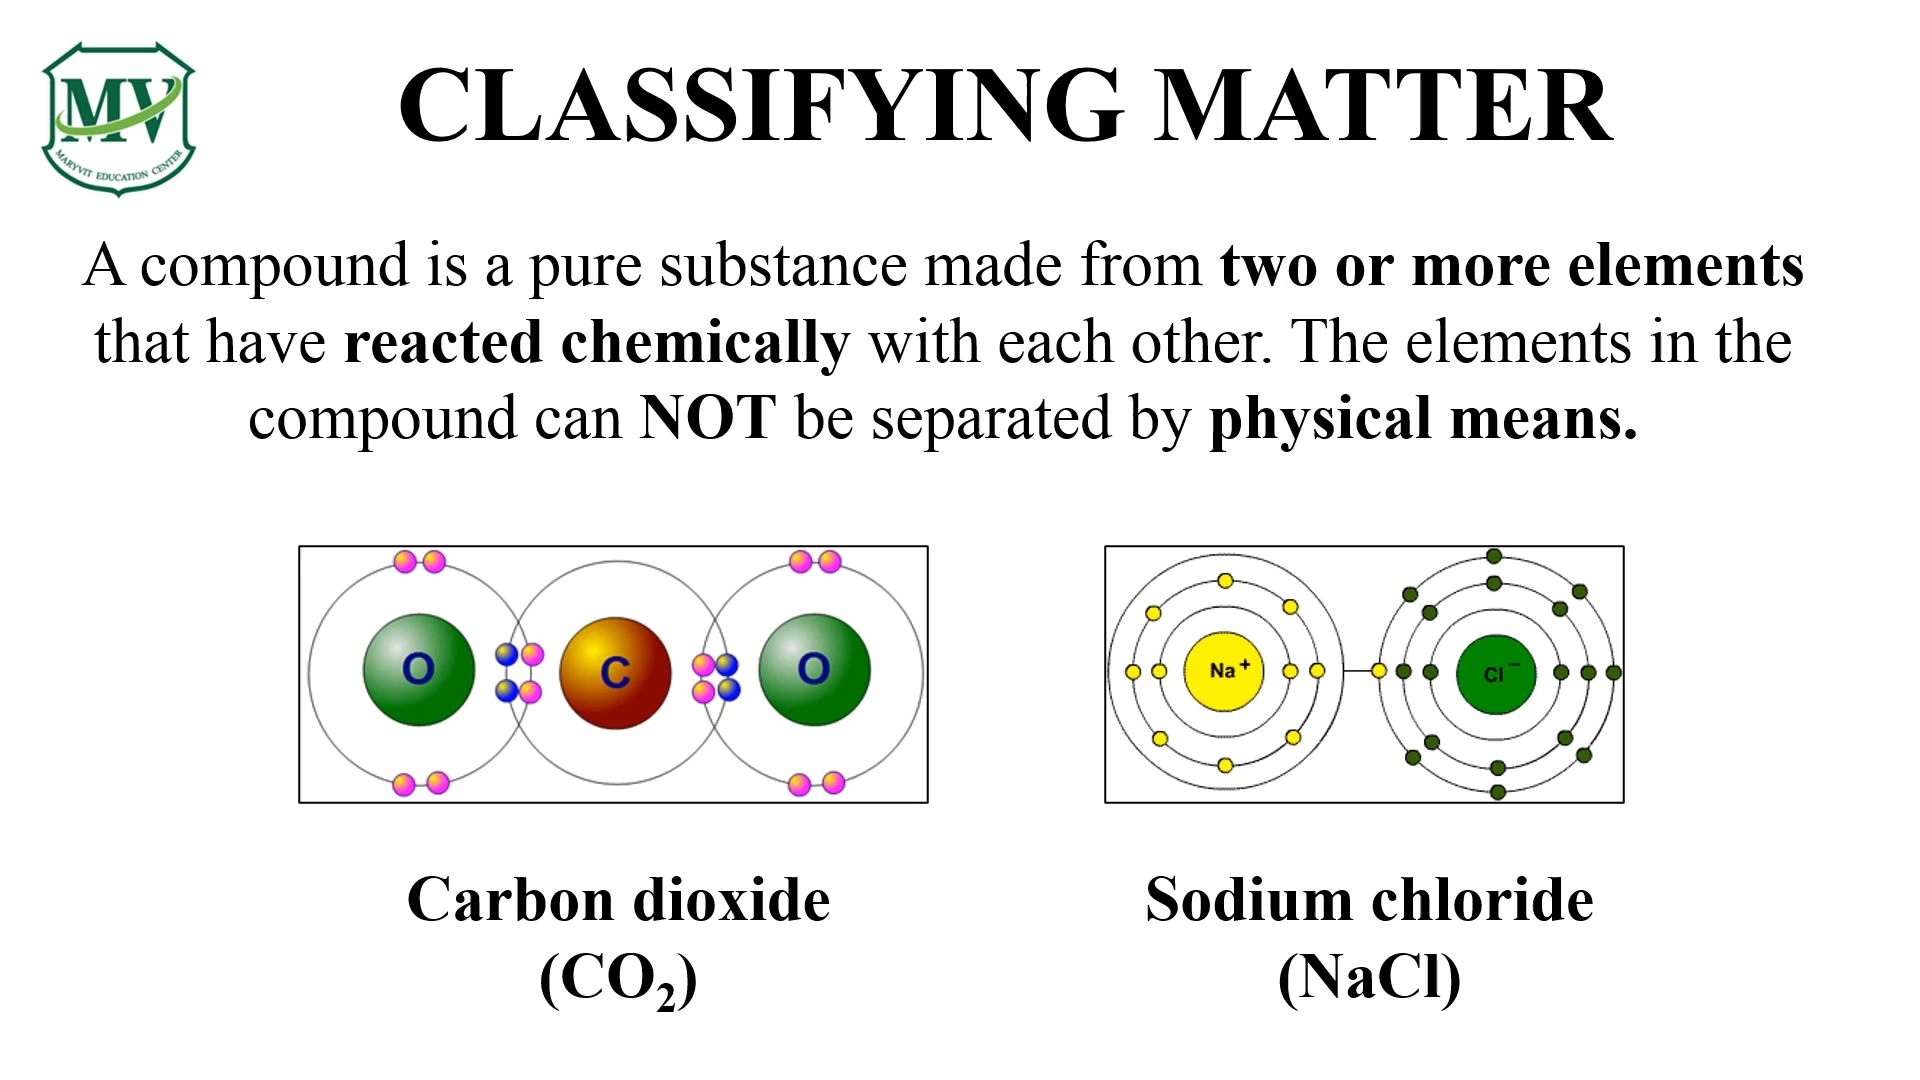 MV
MARYVIT EDUCATION CENTER
CLASSIFYING MATTER
A compound is a pure substance made from two or more elements
that have reacted chemically with each other. The elements in the
compound can NOT be separated by physical means.
O C O
Na⁺ Cl⁻
Carbon dioxide
(CO₂)
Sodium chloride
(NaCl)